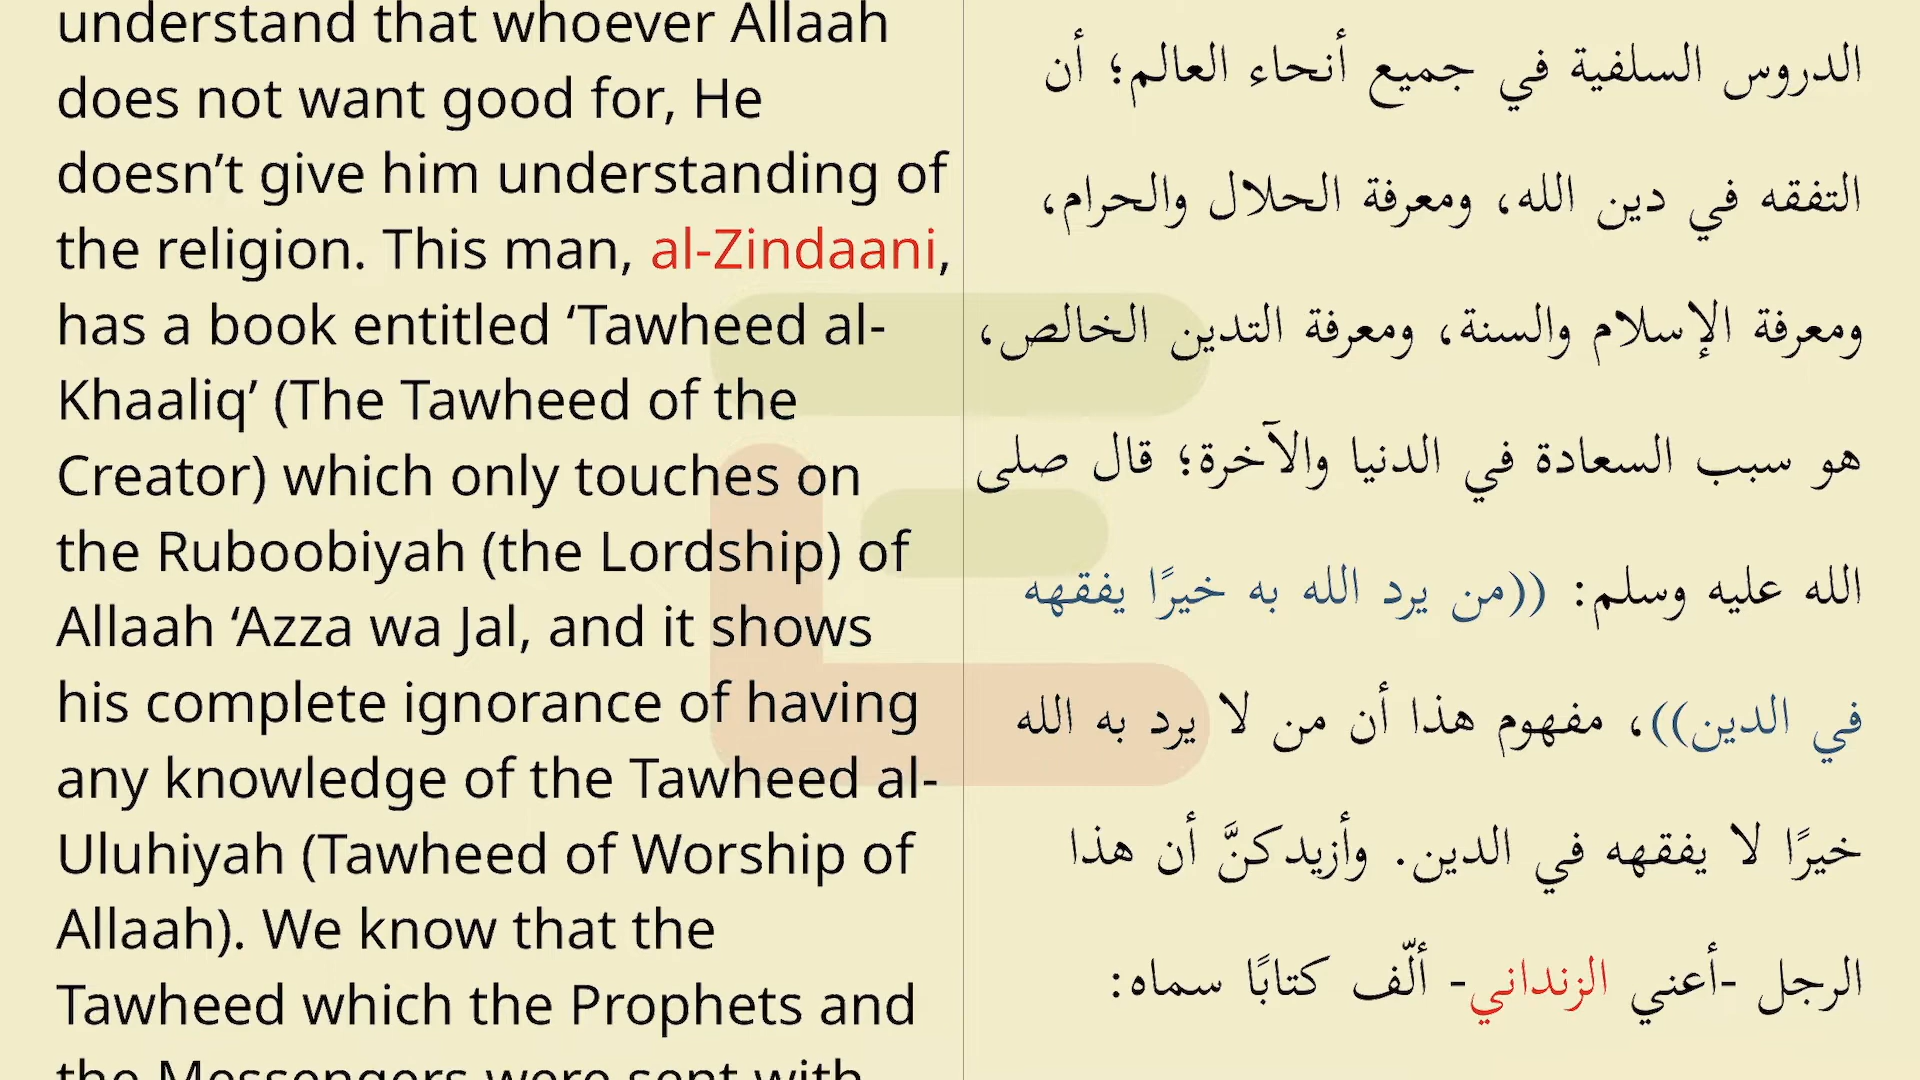 understand that whoever Allaah
does not want good for, He
doesn’t give him understanding of
the religion. This man, al-Zindaani,
has a book entitled ‘Tawheed al-
Khaaliq’ (The Tawheed of the
Creator) which only touches on
the Ruboobiyah (the Lordship) of
Allaah ‘Azza wa Jal, and it shows
his complete ignorance of having
any knowledge of the Tawheed al-
Uluhiyah (Tawheed of Worship of
Allaah). We know that the
Tawheed which the Prophets and
the Messengers were sent with
الدروس السلفية في جميع أنحاء العالم؛ أن
التفقه في دين الله، ومعرفة الحلال والحرام،
ومعرفة الإسلام والسنة، ومعرفة التدين الخالص،
هو سبب السعادة في الدنيا والآخرة؛ قال صلى
الله عليه وسلم: ((من يرد الله به خيرًا يفقهه
في الدين))، مفهوم هذا أن من لا يرد به الله
خيرًا لا يفقهه في الدين. وأزيدكنَّ أن هذا
الرجل -أعني الزنداني- ألّف كتابًا سماه: